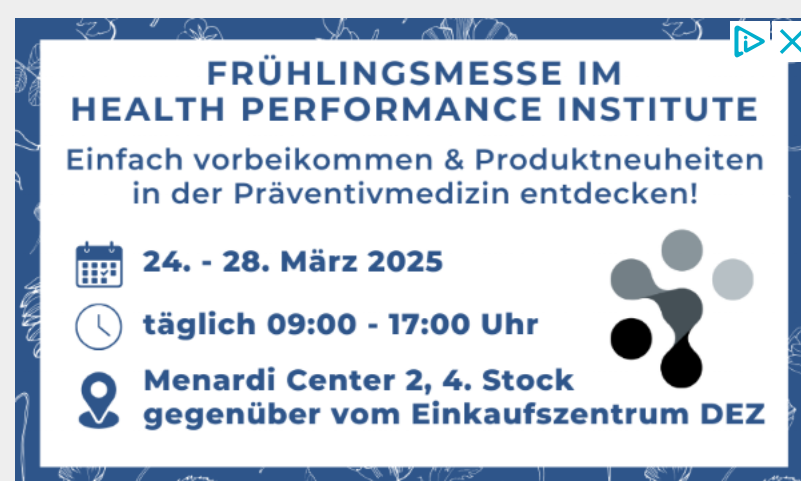 FRÜHLINGSMESSE IM
HEALTH PERFORMANCE INSTITUTE
Einfach vorbeikommen & Produktneuheiten
in der Präventivmedizin entdecken!
24. - 28. März 2025
täglich 09:00 - 17:00 Uhr
Menardi Center 2, 4. Stock
gegenüber vom Einkaufszentrum DEZ